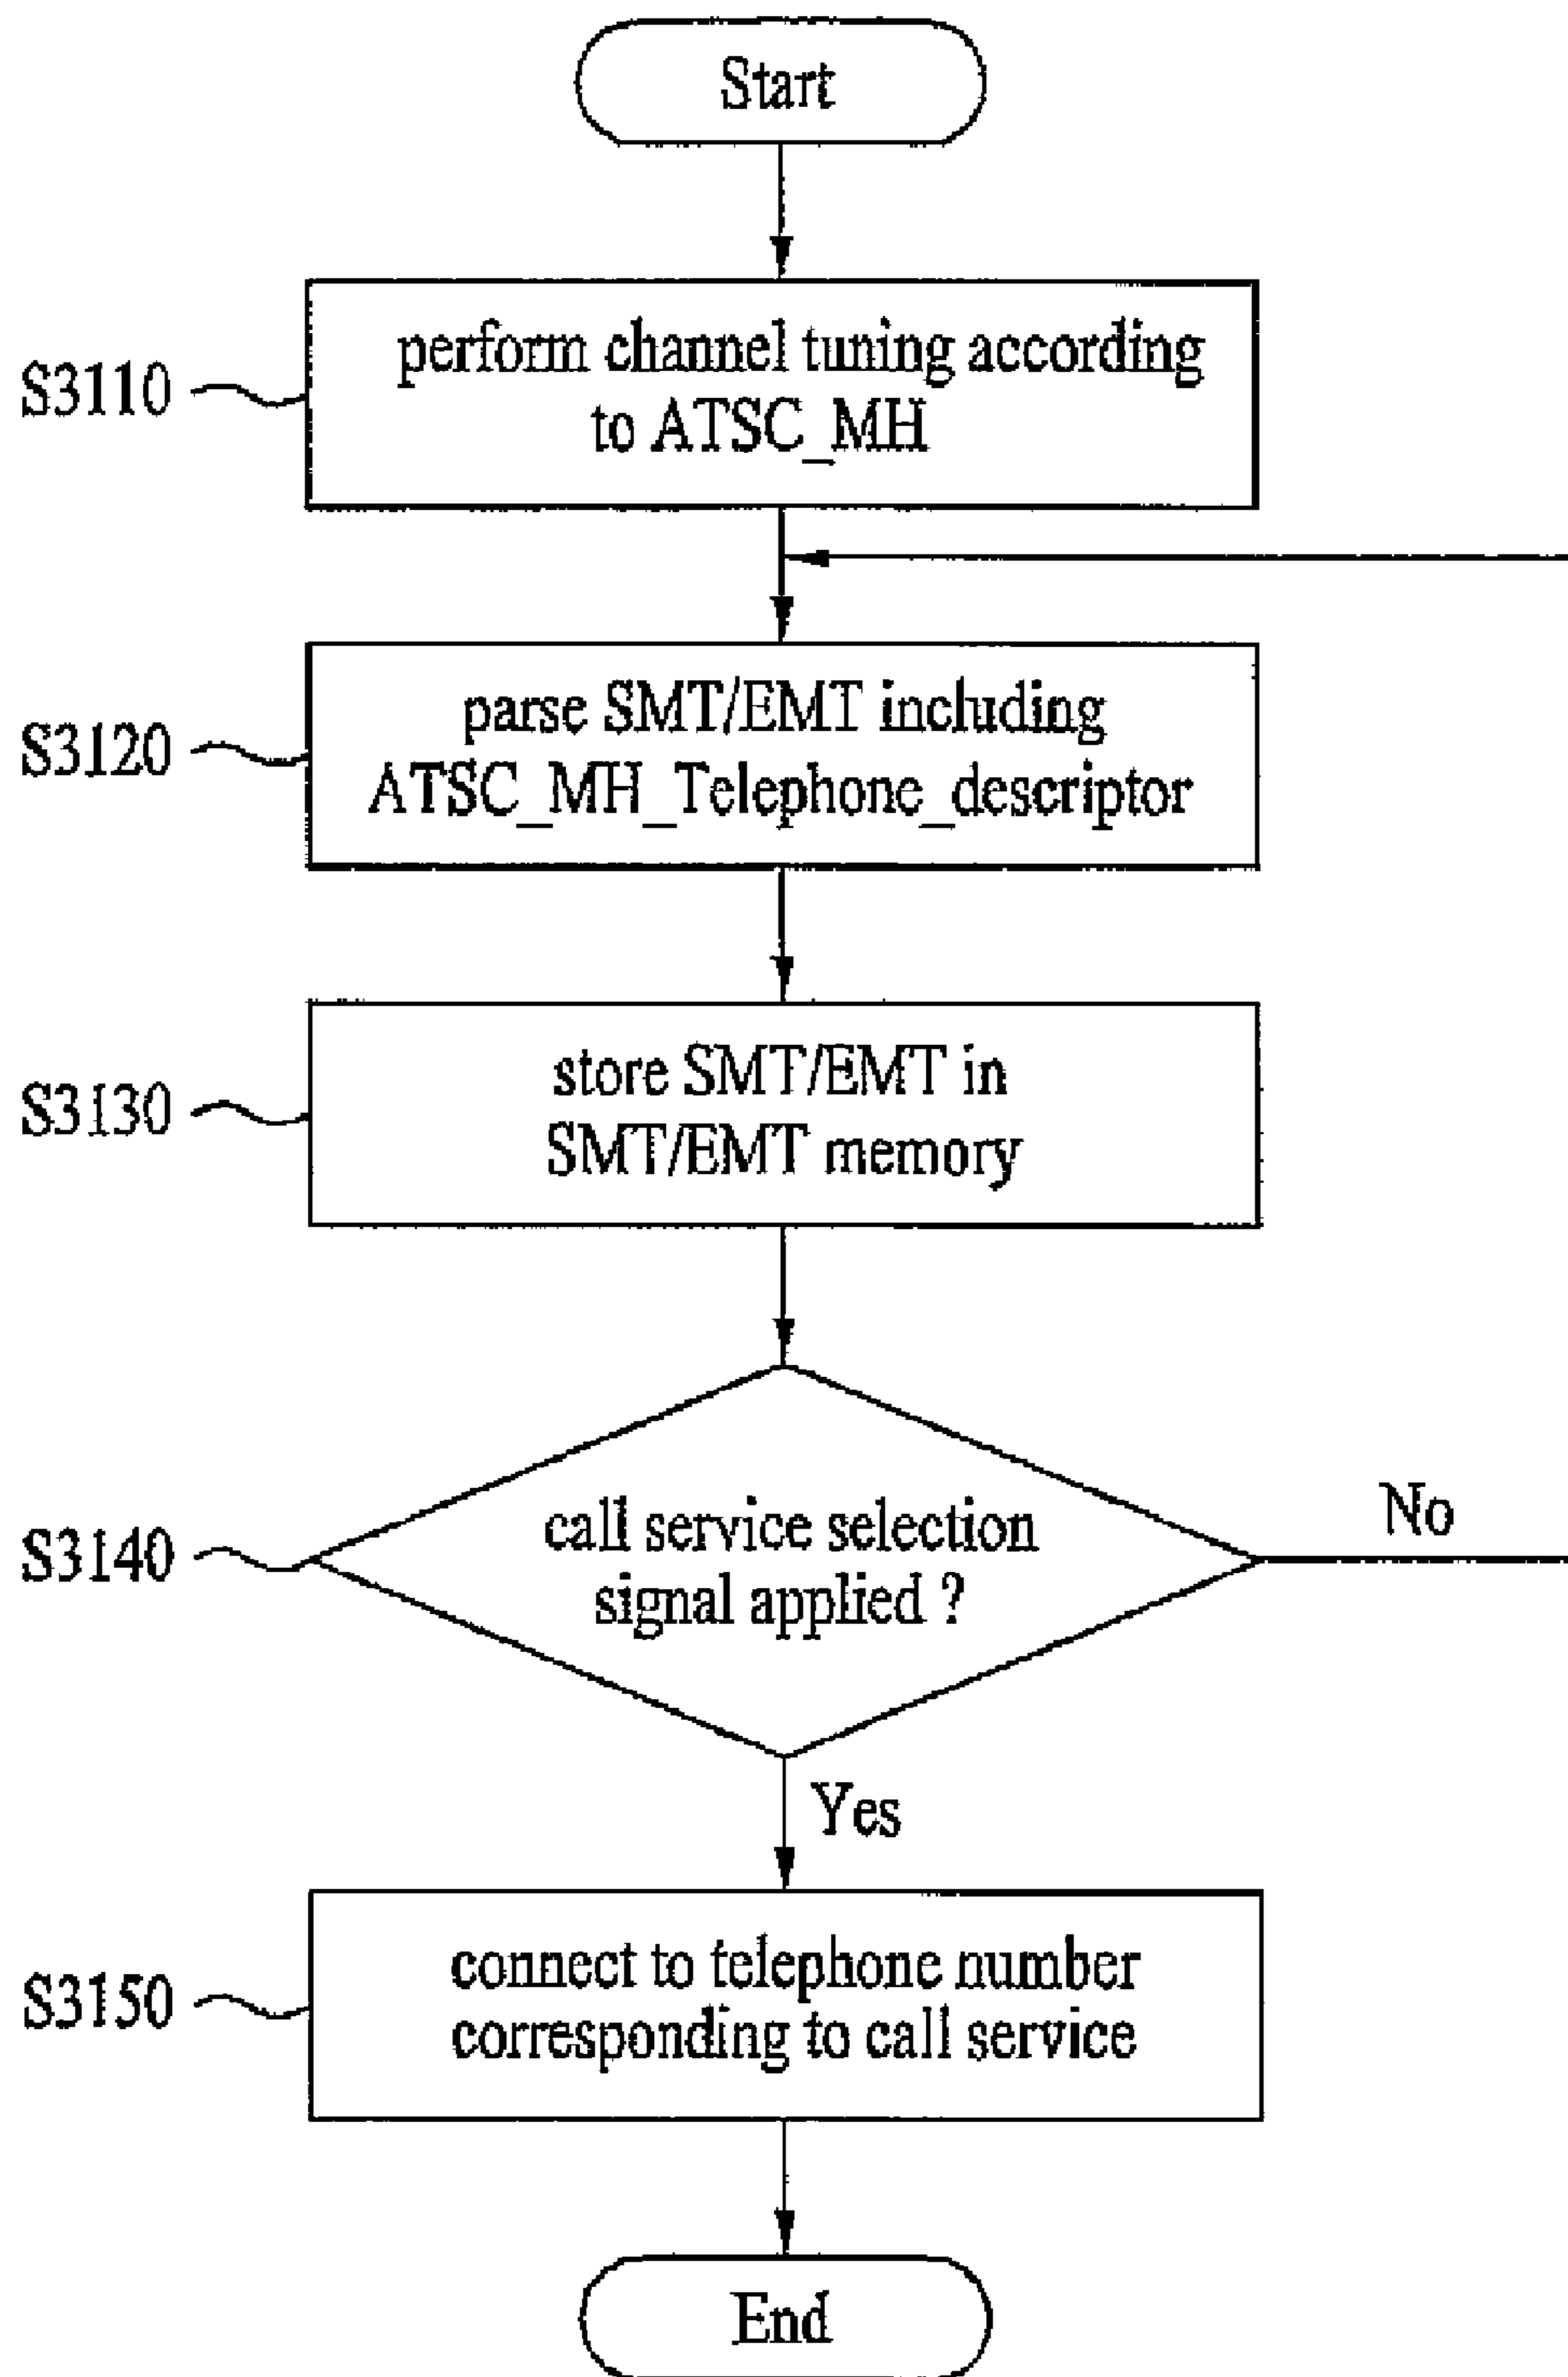 Start
S3110
perform channel tuning according
to ATSC_MH
S3120
parse SMT/EMT including
ATSC_MH_Telephone_descriptor
S3130
store SMT/EMT in
SMT/EMT memory
S3140
call service selection
signal applied ?
No
Yes
S3150
connect to telephone number
corresponding to call service
End